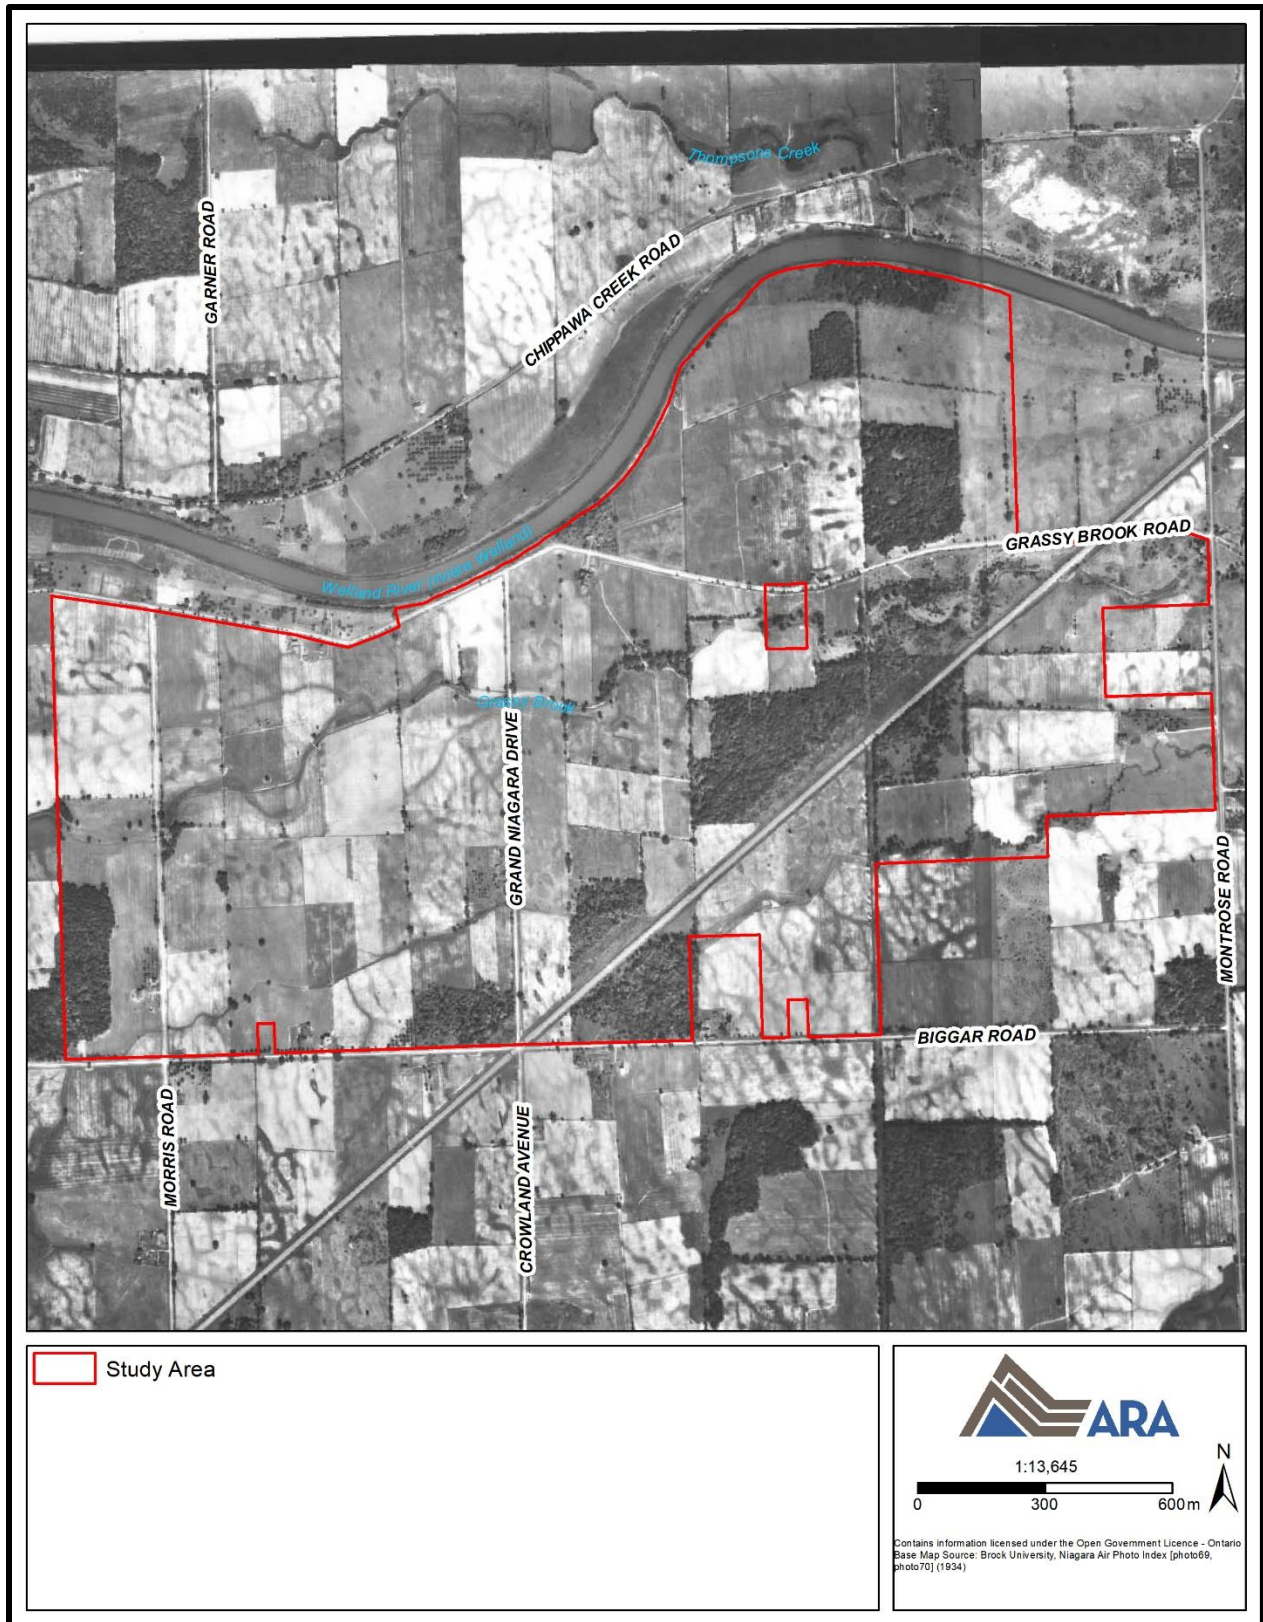 Thompsons Creek
GARNER ROAD
CHIPPAWA CREEK ROAD
GRASSY BROOK ROAD
Welland River
Grassy Brook
GRAND NIAGARA DRIVE
MONTROSE ROAD
BIGGAR ROAD
MORRIS ROAD
CROWLAND AVENUE
Study Area
ARA
1:13,645
N
0 300 600 m
Contains information licensed under the Open Government Licence - Ontario
Base Map Source: Brock University, Niagara Air Photo Index [photo69,
photo70] (1934)